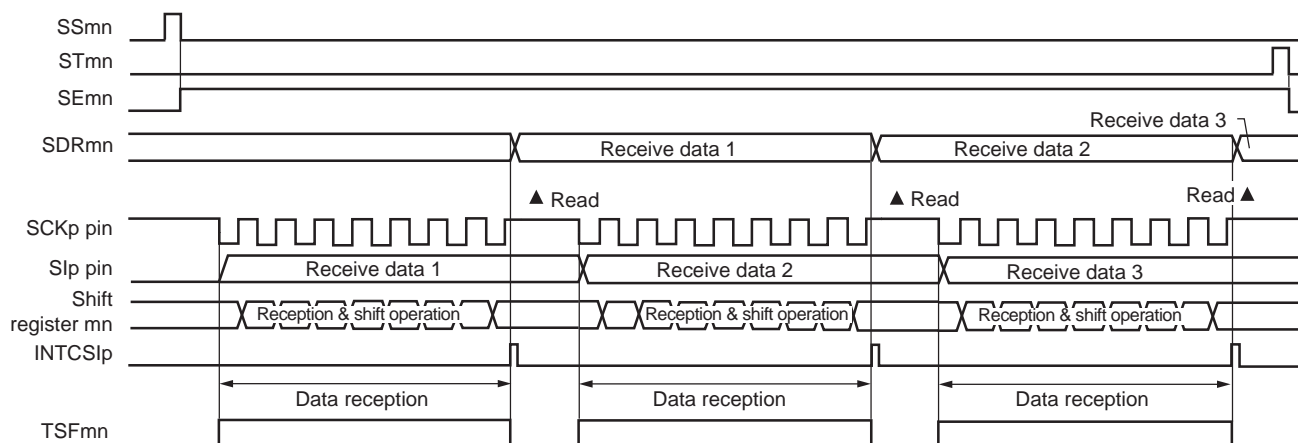 SSmn
STmn
SEmn
Receive data 3
SDRmn
Receive data 1
Receive data 2
▲ Read
▲ Read
Read ▲
SCKp pin
SIp pin
Receive data 1
Receive data 2
Receive data 3
Shift
register mn
Reception & shift operation
Reception & shift operation
Reception & shift operation
INTCSIp
Data reception
Data reception
Data reception
TSFmn